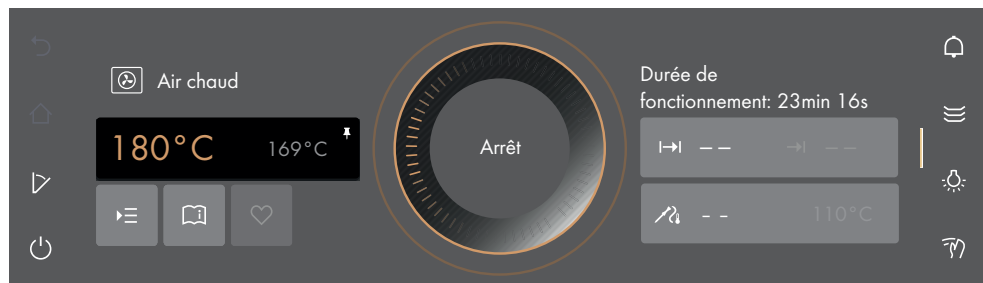 Air chaud
180°C 169°C
Arrêt
Durée de
fonctionnement: 23min 16s
-- --
-- 110°C